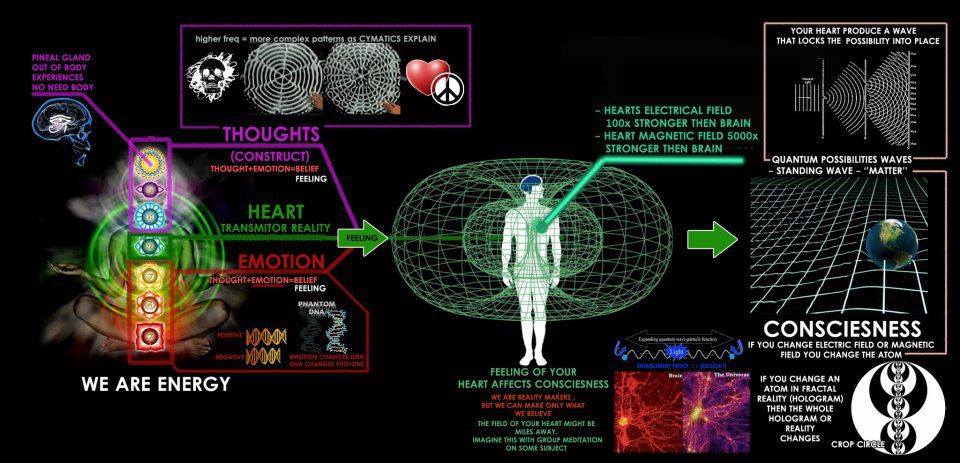 PINEAL GLAND
OUT OF BODY
EXPERIENCES
NO NEED BODY
higher freq = more complex patterns as CYMATICS EXPLAIN
THOUGHTS
(CONSTRUCT)
THOUGHT+EMOTION=BELIEF
FEELING
HEART
TRANSMITOR REALITY
EMOTION
THOUGHT+EMOTION=BELIEF
FEELING
PHANTOM
DNA
POSITIVE
NEGATIVE
EMOTION CHANGES DNA
DNA CHANGES PHOTONS
WE ARE ENERGY
FEELING
- HEARTS ELECTRICAL FIELD
100x STRONGER THEN BRAIN
- HEART MAGNETIC FIELD 5000x
STRONGER THEN BRAIN
FEELING OF YOUR
HEART AFFECTS CONSCIESNESS
WE ARE REALITY MAKERS ,
BUT WE CAN MAKE ONLY WHAT
WE BELIEVE
THE FIELD OF YOUR HEART MIGHT BE
MILES AWAY.
IMAGINE THIS WITH GROUP MEDITATION
ON SOME SUBJECT
Expanding quantum wave-particle function
Light
Brain
The Universe
YOUR HEART PRODUCE A WAVE
THAT LOCKS THE POSSIBILITY INTO PLACE
QUANTUM POSSIBILITIES WAVES
- STANDING WAVE - "MATTER"
CONSCIESNESS
IF YOU CHANGE ELECTRIC FIELD OR MAGNETIC
FIELD YOU CHANGE THE ATOM
IF YOU CHANGE AN
ATOM IN FRACTAL
REALITY (HOLOGRAM)
THEN THE WHOLE
HOLOGRAM OR
REALITY
CHANGES
CROP CIRCLE